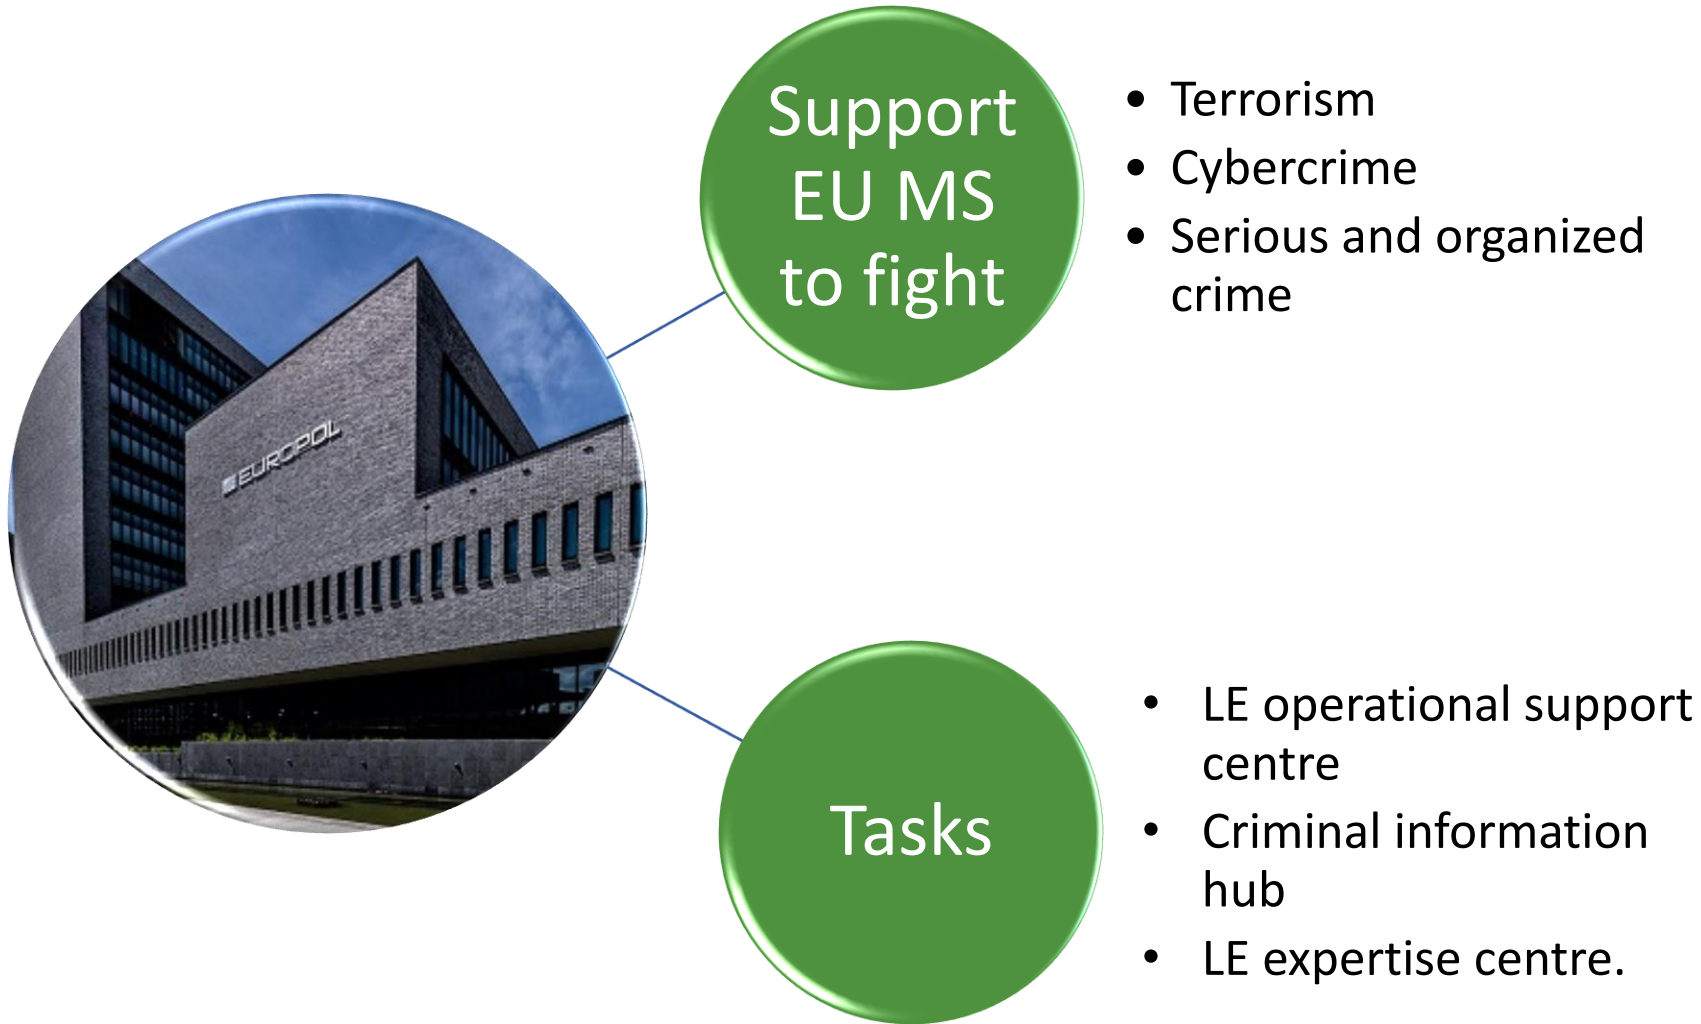 Support
EU MS
to fight
• Terrorism
• Cybercrime
• Serious and organized
crime
EUROPOL
Tasks
• LE operational support
centre
• Criminal information
hub
• LE expertise centre.